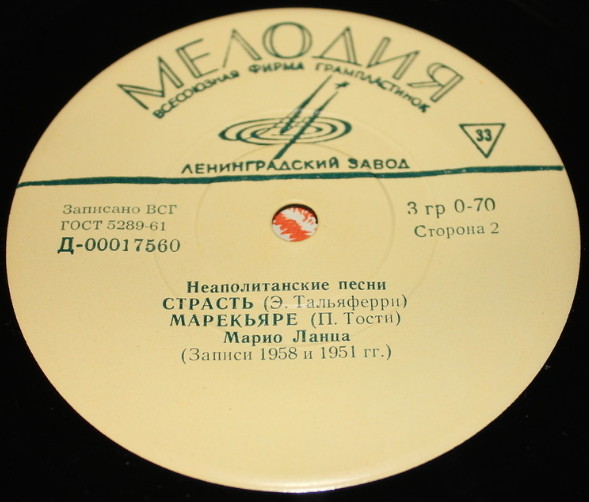 МЕЛОДИЯ
ВСЕСОЮЗНАЯ ФИРМА ГРАМПЛАСТИНОК
33
ЛЕНИНГРАДСКИЙ ЗАВОД
Записано ВСГ
ГОСТ 5289-61
Д-00017560
3 гр 0-70
Сторона 2
Неаполитанские песни
СТРАСТЬ (Э. Тальяферри)
МАРЕКЬЯРЕ (П. Тости)
Марио Ланца
(Записи 1958 и 1951 гг.)